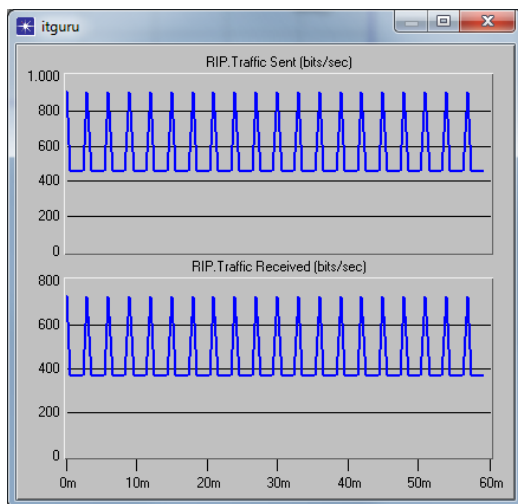 itguru
RIP.Traffic Sent (bits/sec)
1.000
800
600
400
200
0
RIP.Traffic Received (bits/sec)
800
600
400
200
0
0m 10m 20m 30m 40m 50m 60m